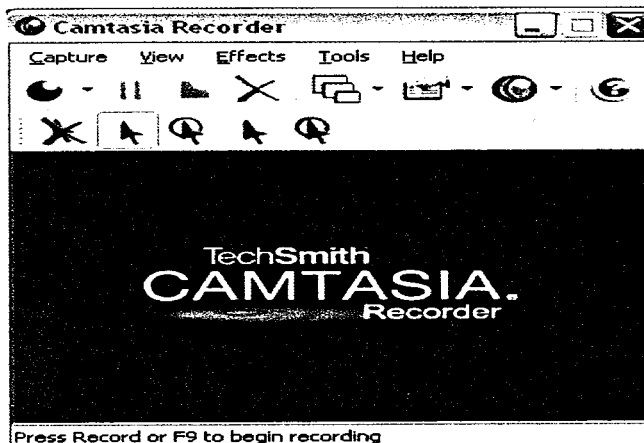 Camtasia Recorder
Capture View Effects Tools Help
TechSmith
CAMTASIA®
Recorder
Press Record or F9 to begin recording